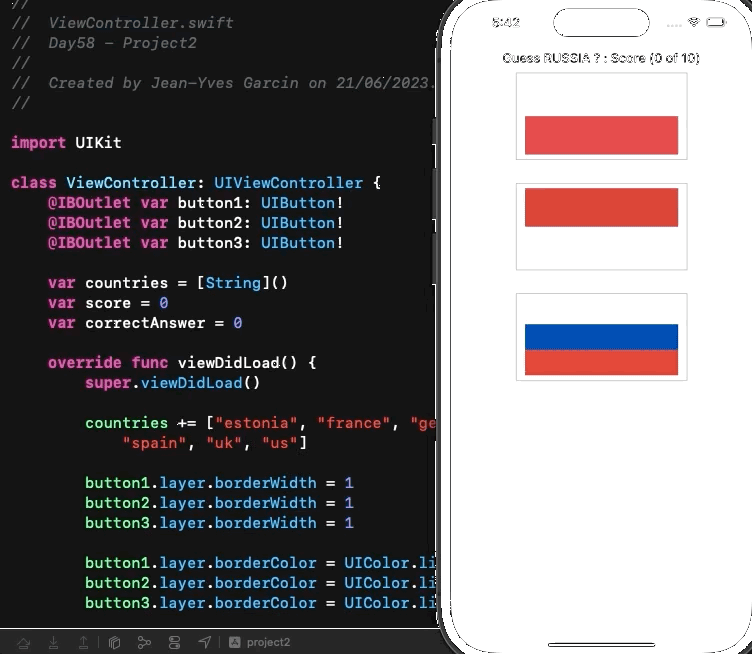 //
//  ViewController.swift
//  Day58 – Project2
//
//  Created by Jean-Yves Garcin on 21/06/2023.
//
import UIKit
class ViewController: UIViewController {
@IBOutlet var button1: UIButton!
@IBOutlet var button2: UIButton!
@IBOutlet var button3: UIButton!
var countries = [String]()
var score = 0
var correctAnswer = 0
override func viewDidLoad() {
super.viewDidLoad()
countries += ["estonia", "france", "ge
"spain", "uk", "us"]
button1.layer.borderWidth = 1
button2.layer.borderWidth = 1
button3.layer.borderWidth = 1
button1.layer.borderColor = UIColor.li
button2.layer.borderColor = UIColor.li
button3.layer.borderColor = UIColor.li
project2
5:42
Guess RUSSIA ? : Score (0 of 10)